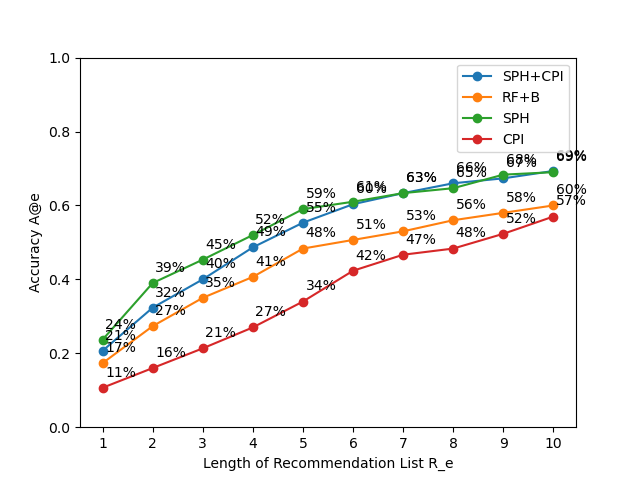 1.0
0.8
0.6
0.4
0.2
0.0
Accuracy A@e
SPH+CPI
RF+B
SPH
CPI
21% 32% 40% 49% 55% 60% 63% 66% 67% 69%
17% 27% 35% 41% 48% 51% 53% 56% 58% 60%
24% 39% 45% 52% 59% 61% 63% 65% 68% 69%
11% 16% 21% 27% 34% 42% 47% 48% 52% 57%
1 2 3 4 5 6 7 8 9 10
Length of Recommendation List R_e